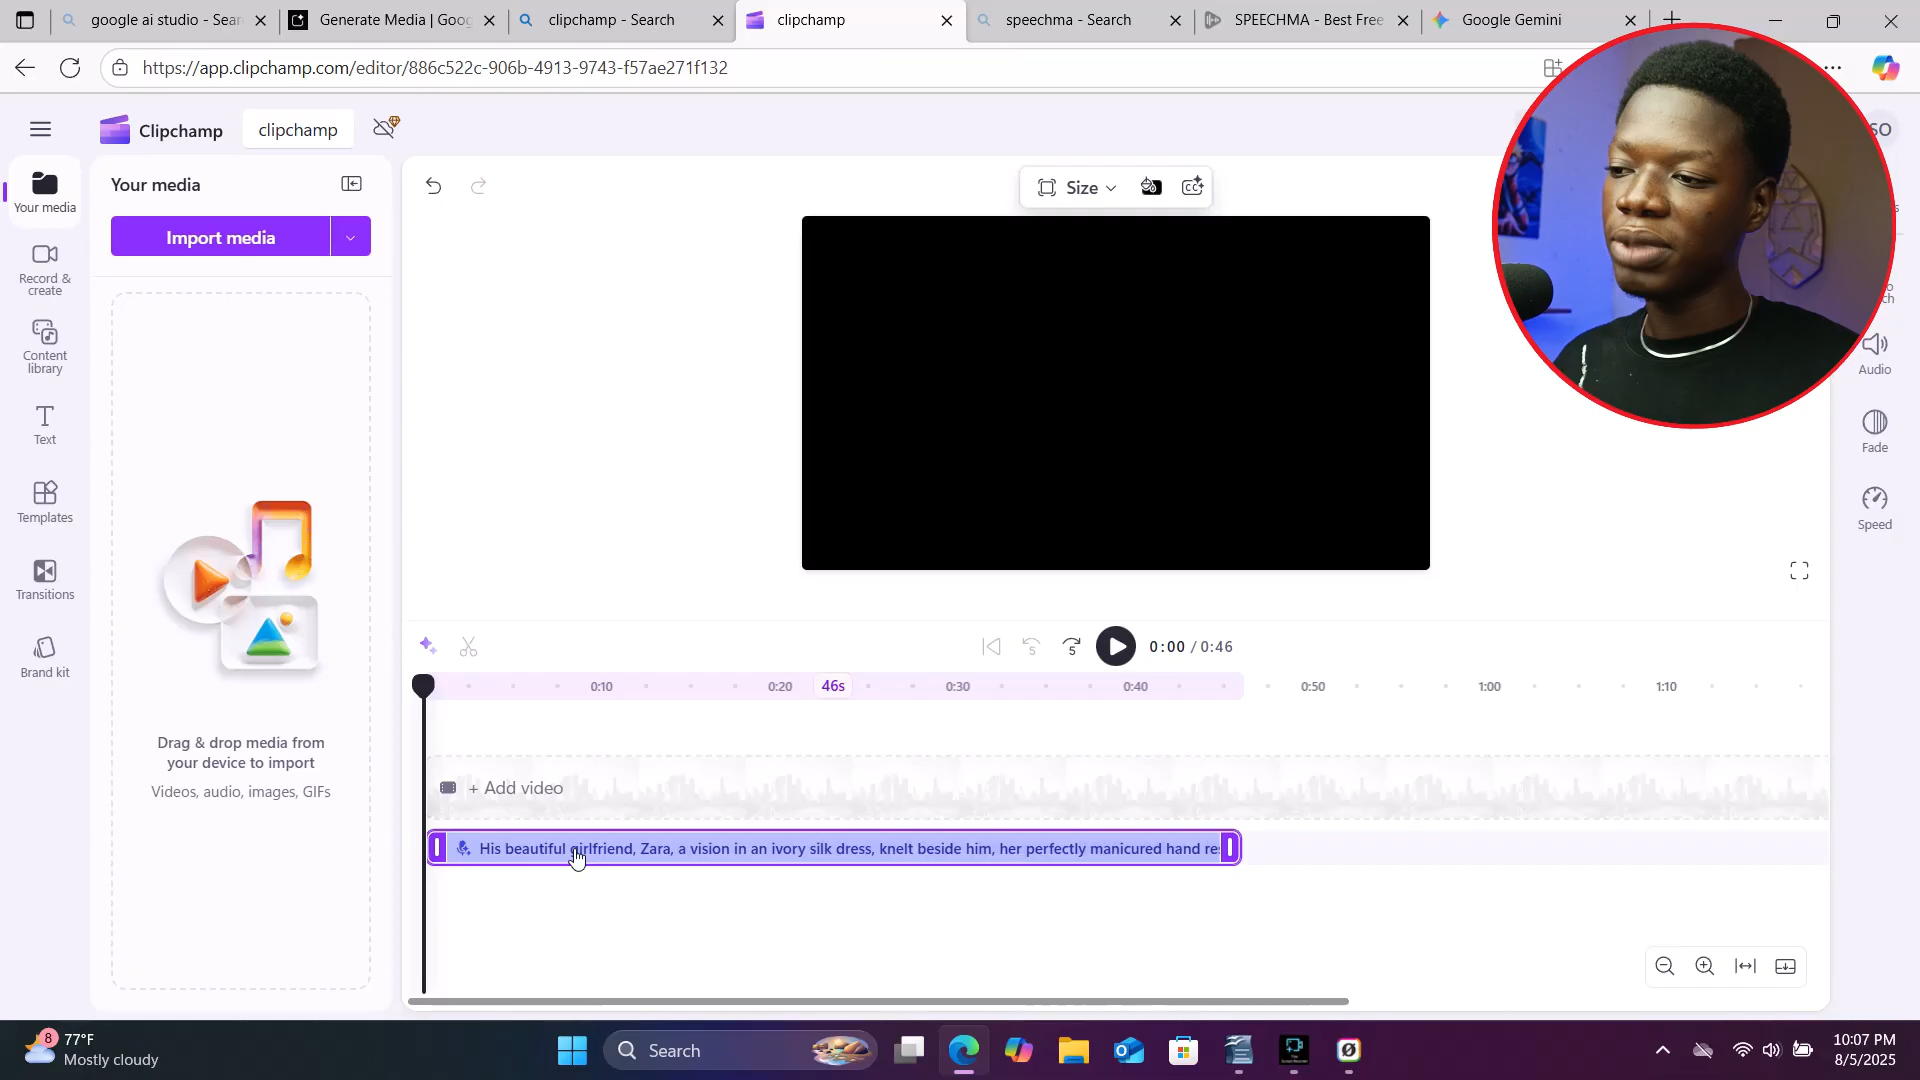 google ai studio - Sear
Generate Media | Goog
clipchamp - Search
clipchamp
speechma - Search
SPEECHMA - Best Free
Google Gemini
https://app.clipchamp.com/editor/886c522c-906b-4913-9743-f57ae271f132
Clipchamp
clipchamp
SO
Your media
Import media
Your media
Record &
create
Content
library
Text
Templates
Transitions
Brand kit
Drag & drop media from
your device to import
Videos, audio, images, GIFs
Size
CC
Audio
Fade
Speed
5
5
0:00 / 0:46
0:10
0:20
46s
0:30
0:40
0:50
1:00
1:10
+ Add video
His beautiful girlfriend, Zara, a vision in an ivory silk dress, knelt beside him, her perfectly manicured hand re
8
77°F
Mostly cloudy
Search
10:07 PM
8/5/2025